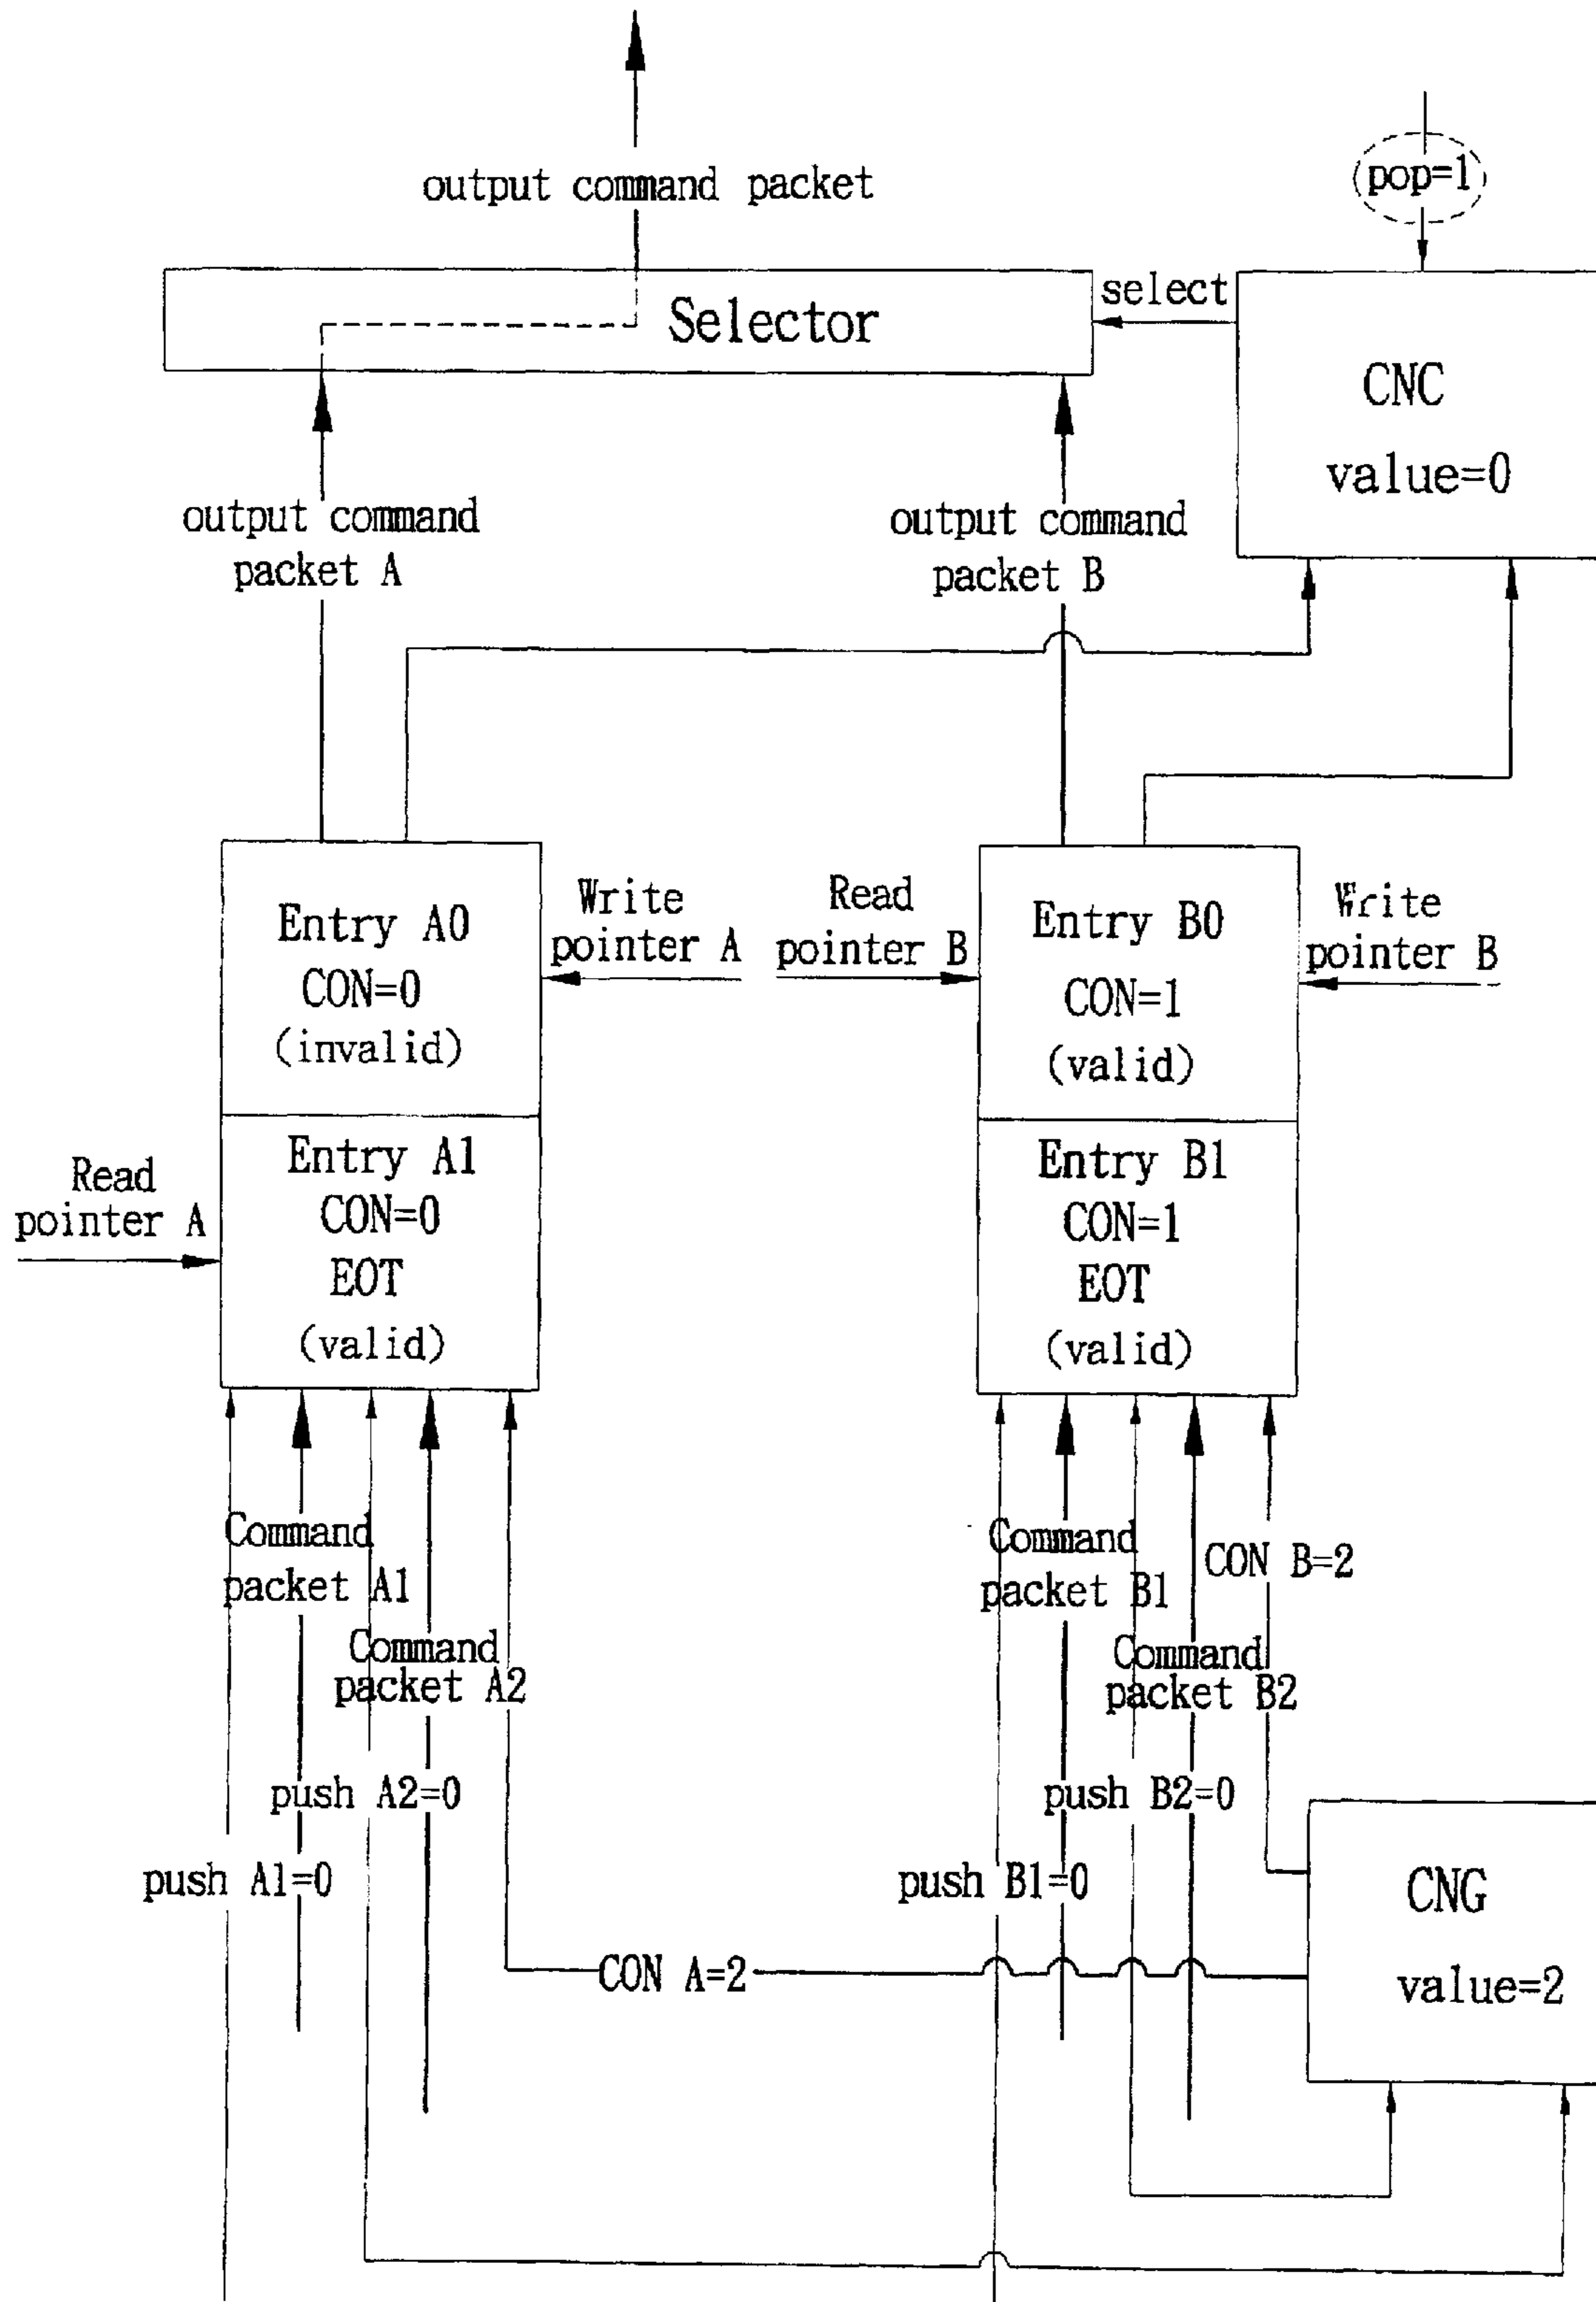 output command packet
pop=1
Selector
select
CNC
value=0
output command
packet A
output command
packet B
Entry A0
CON=0
(invalid)
Write
pointer A
Read
pointer B
Entry B0
CON=1
(valid)
Write
pointer B
Read
pointer A
Entry A1
CON=0
EOT
(valid)
Entry B1
CON=1
EOT
(valid)
Command
packet A1
Command
packet A2
push A2=0
push A1=0
Command
packet B1
CON B=2
Command
packet B2
push B2=0
push B1=0
CON A=2
CNG
value=2